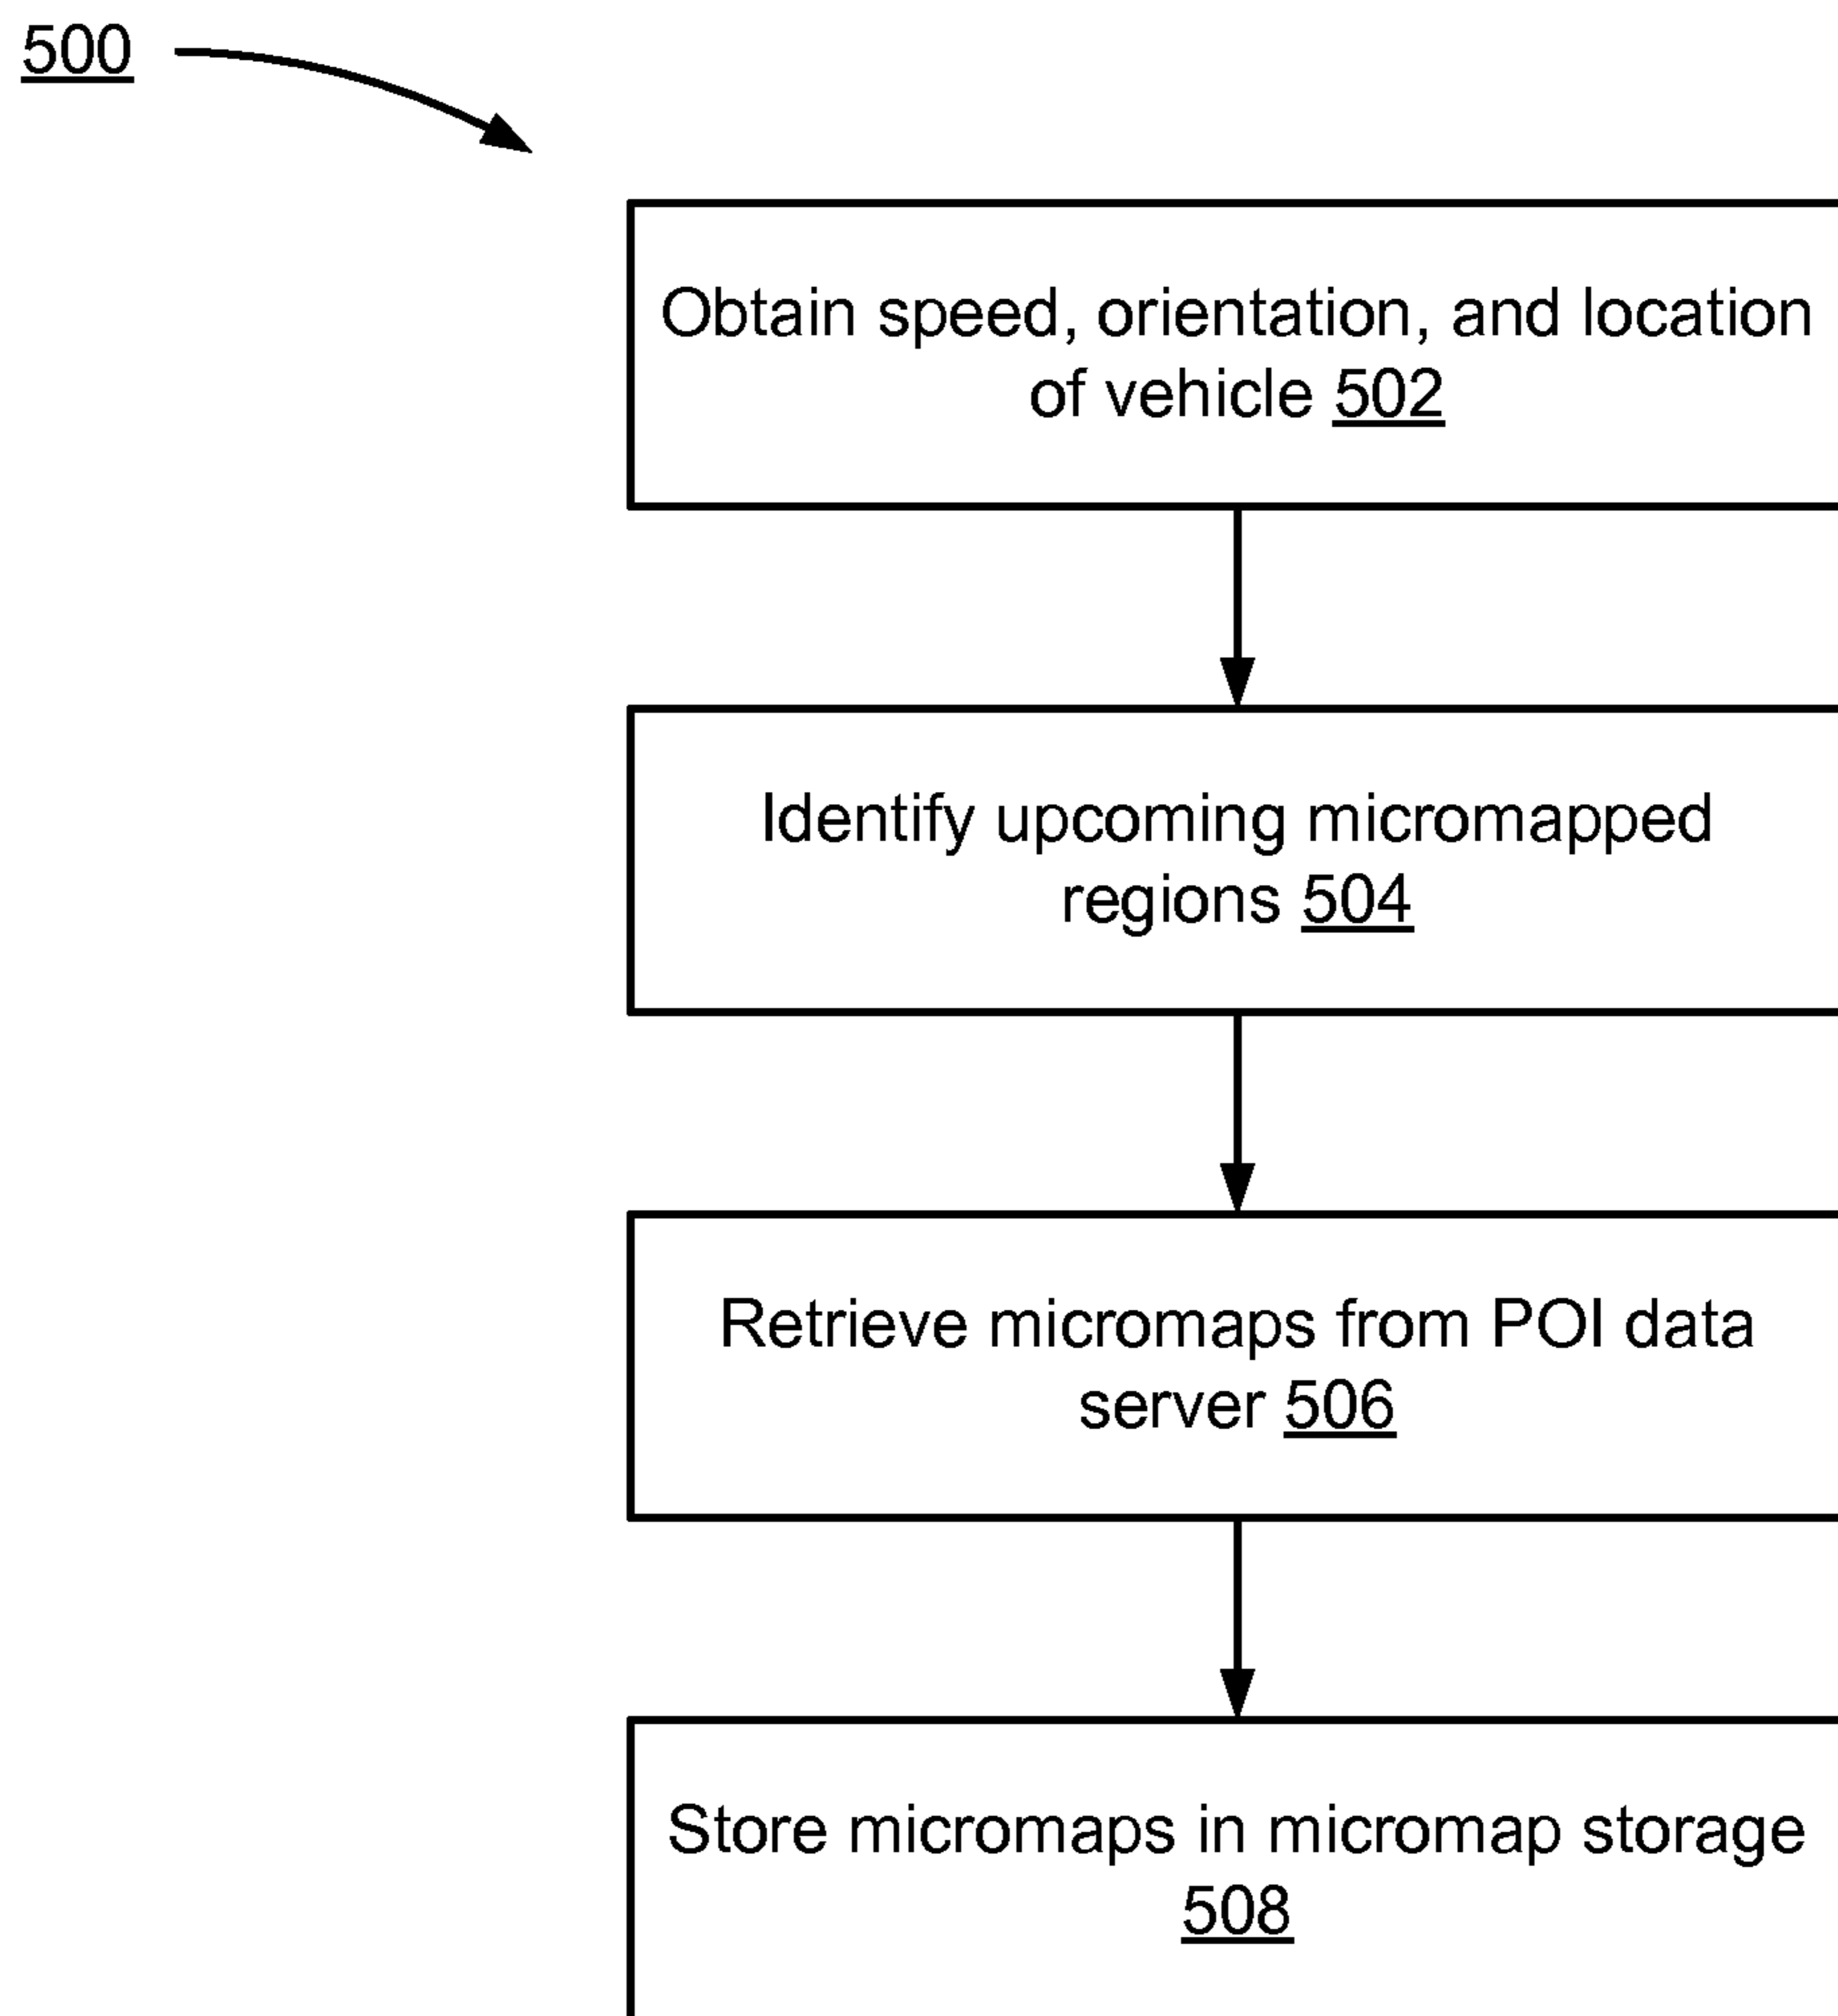 500
Obtain speed, orientation, and location
of vehicle 502
Identify upcoming micromapped
regions 504
Retrieve micromaps from POI data
server 506
Store micromaps in micromap storage
508